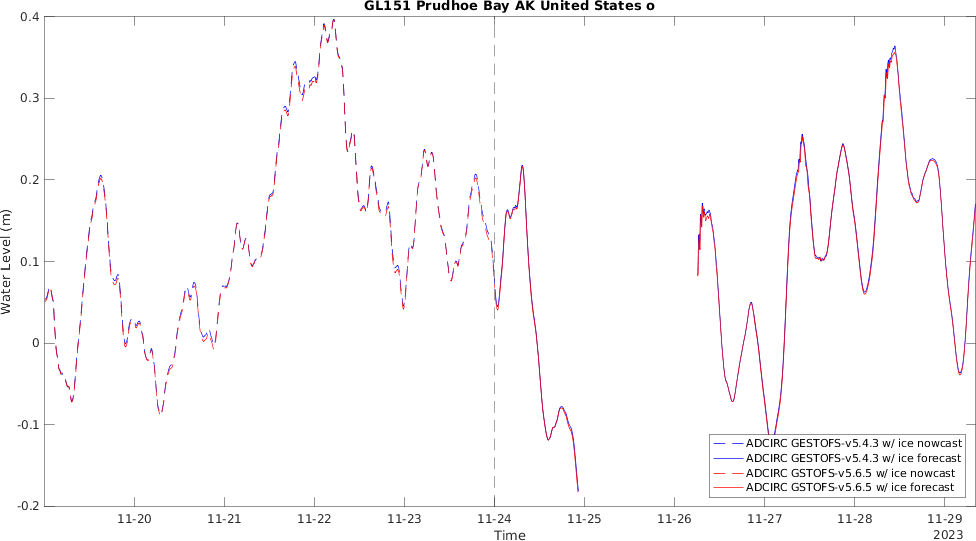 GL151 Prudhoe Bay AK United States o
0.4
0.3
0.2
0.1
0
-0.1
-0.2
Water Level (m)
11-20
11-21
11-22
11-23
11-24
11-25
11-26
11-27
11-28
11-29
Time
2023
ADCIRC GESTOFS-v5.4.3 w/ ice nowcast
ADCIRC GESTOFS-v5.4.3 w/ ice forecast
ADCIRC GSTOFS-v5.6.5 w/ ice nowcast
ADCIRC GSTOFS-v5.6.5 w/ ice forecast